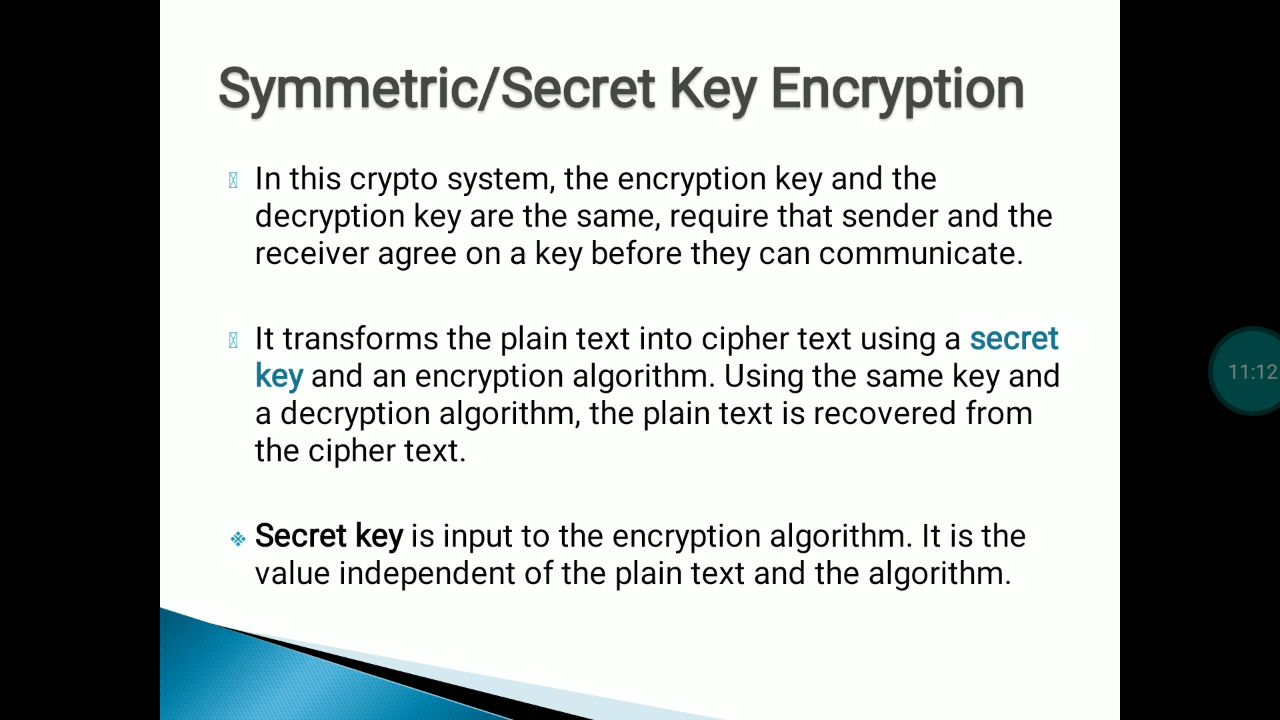 Symmetric/Secret Key Encryption
In this crypto system, the encryption key and the
decryption key are the same, require that sender and the
receiver agree on a key before they can communicate.
It transforms the plain text into cipher text using a secret
key and an encryption algorithm. Using the same key and
a decryption algorithm, the plain text is recovered from
the cipher text.
❖ Secret key is input to the encryption algorithm. It is the
value independent of the plain text and the algorithm.
11:12